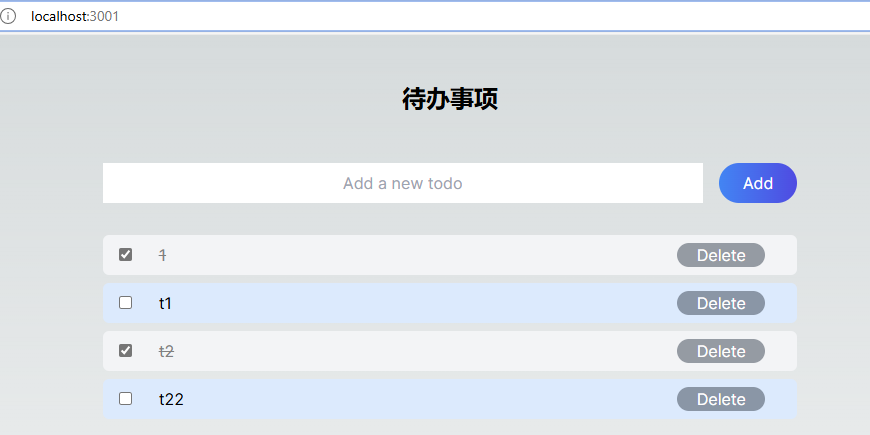 localhost:3001
待办事项
Add a new todo Add
1 Delete
t1 Delete
t2 Delete
t22 Delete